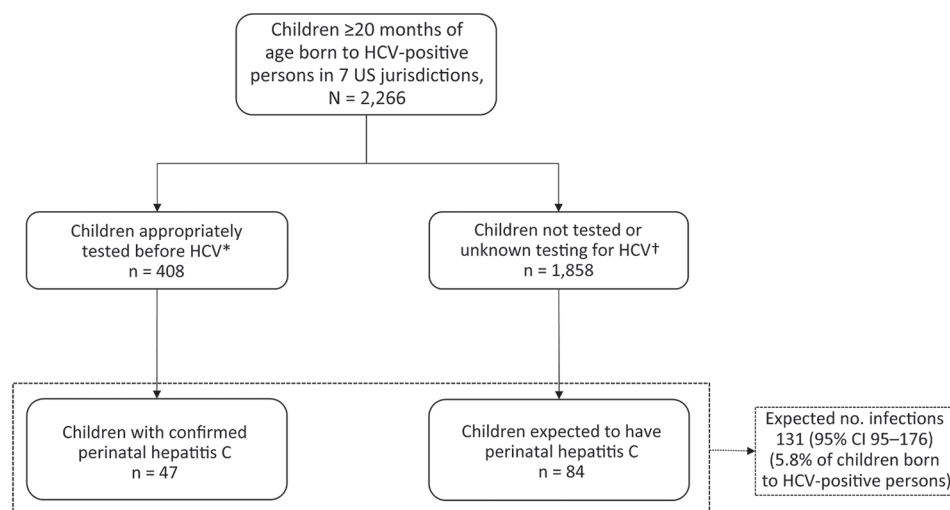 Children ≥20 months of
age born to HCV-positive
persons in 7 US jurisdictions,
N = 2,266
Children appropriately
tested before HCV*
n = 408
Children not tested or
unknown testing for HCV†
n = 1,858
Children with confirmed
perinatal hepatitis C
n = 47
Children expected to have
perinatal hepatitis C
n = 84
Expected no. infections
131 (95% CI 95–176)
(5.8% of children born
to HCV-positive persons)